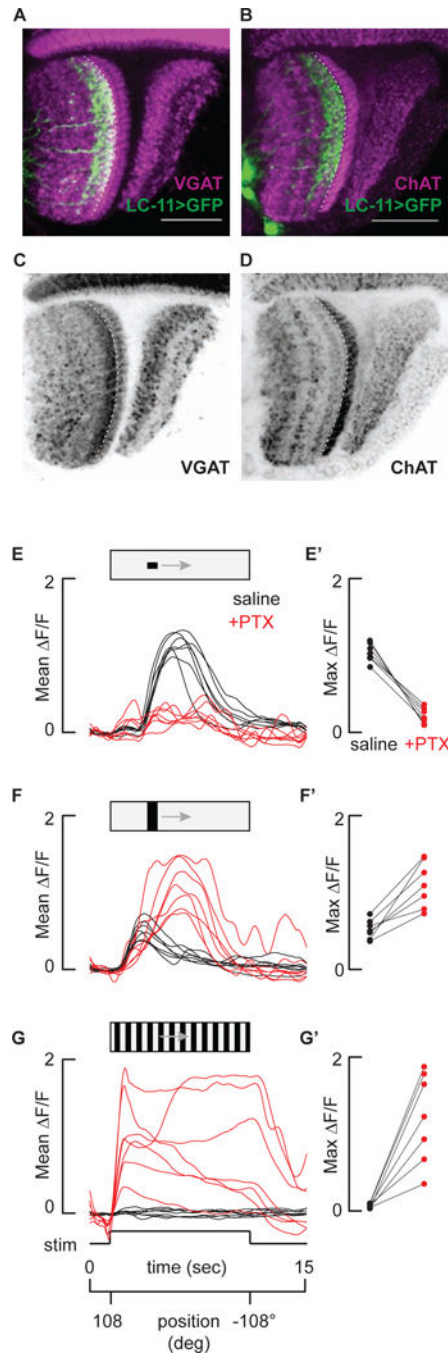 A
B
VGAT
LC-11>GFP
ChAT
LC-11>GFP
C
D
VGAT
ChAT
E
E'
2
Mean ΔF/F
0
saline
+PTX
2
Max ΔF/F
0
saline +PTX
F
F'
2
Mean ΔF/F
0
2
Max ΔF/F
0
G
G'
2
Mean ΔF/F
0
2
Max ΔF/F
0
stim
0 time (sec) 15
108 position -108°
(deg)